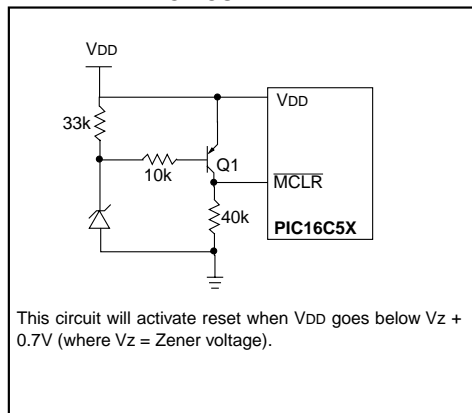 VDD
VDD
33k
Q1
10k
MCLR
40k
PIC16C5X
This circuit will activate reset when VDD goes below Vz +
0.7V (where Vz = Zener voltage).